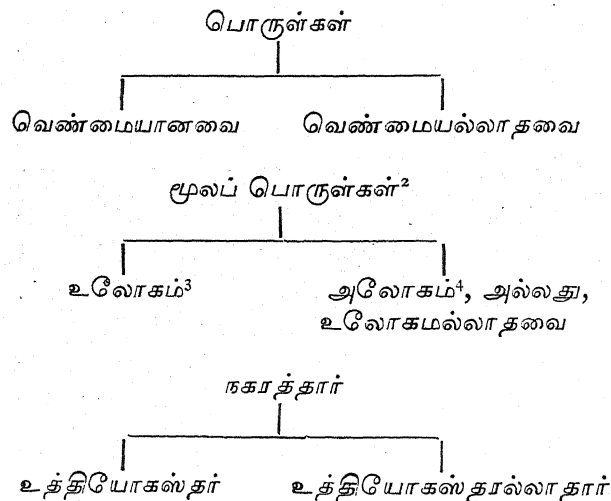 பொருள்கள்
வெண்மையானவை வெண்மையல்லாதவை
மூலப் பொருள்கள்²
உலோகம்³ அலோகம்⁴, அல்லது,
உலோகமல்லாதவை
நகரத்தார்
உத்தியோகஸ்தர் உத்தியோகஸ்தரல்லாதார்